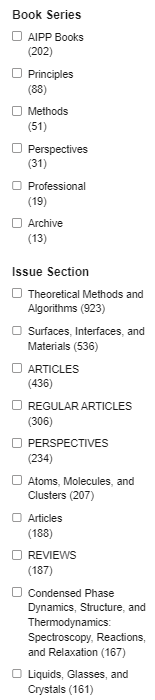 Book Series
AIPP Books
(202)
Principles
(88)
Methods
(51)
Perspectives
(31)
Professional
(19)
Archive
(13)
Issue Section
Theoretical Methods and
Algorithms (923)
Surfaces, Interfaces, and
Materials (536)
ARTICLES
(436)
REGULAR ARTICLES
(306)
PERSPECTIVES
(234)
Atoms, Molecules, and
Clusters (207)
Articles
(188)
REVIEWS
(187)
Condensed Phase
Dynamics, Structure, and
Thermodynamics:
Spectroscopy, Reactions,
and Relaxation (167)
Liquids, Glasses, and
Crystals (161)